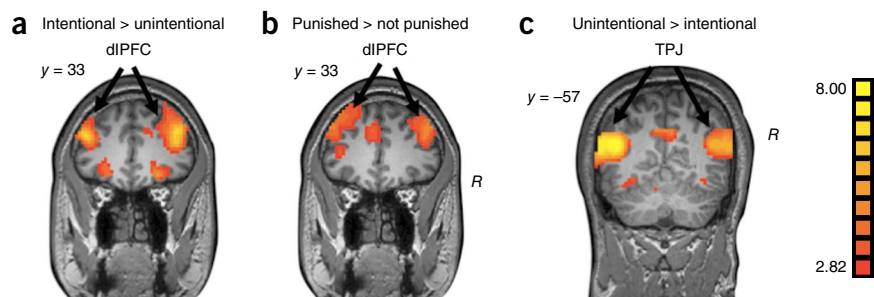 a Intentional > unintentional
dlPFC
y = 33
b Punished > not punished
dlPFC
y = 33
R
c Unintentional > intentional
TPJ
y = –57
R
8.00
2.82